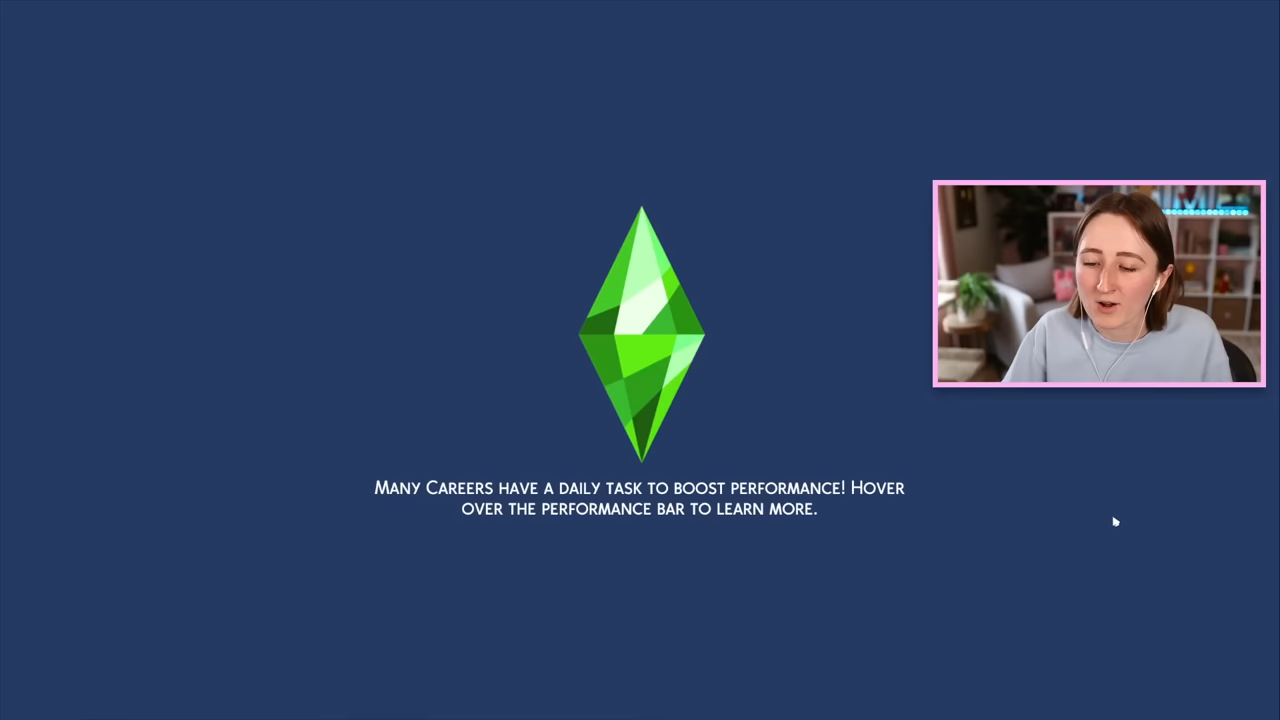 Many Careers have a daily task to boost performance! Hover
over the performance bar to learn more.